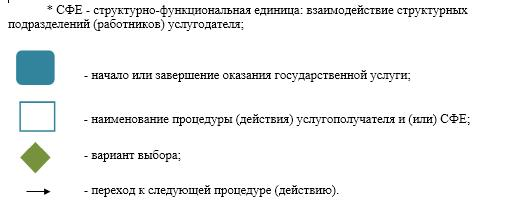 * СФЕ - структурно-функциональная единица: взаимодействие структурных
подразделений (работников) услугодателя;
- начало или завершение оказания государственной услуги;
- наименование процедуры (действия) услугополучателя и (или) СФЕ;
- вариант выбора;
- переход к следующей процедуре (действию).